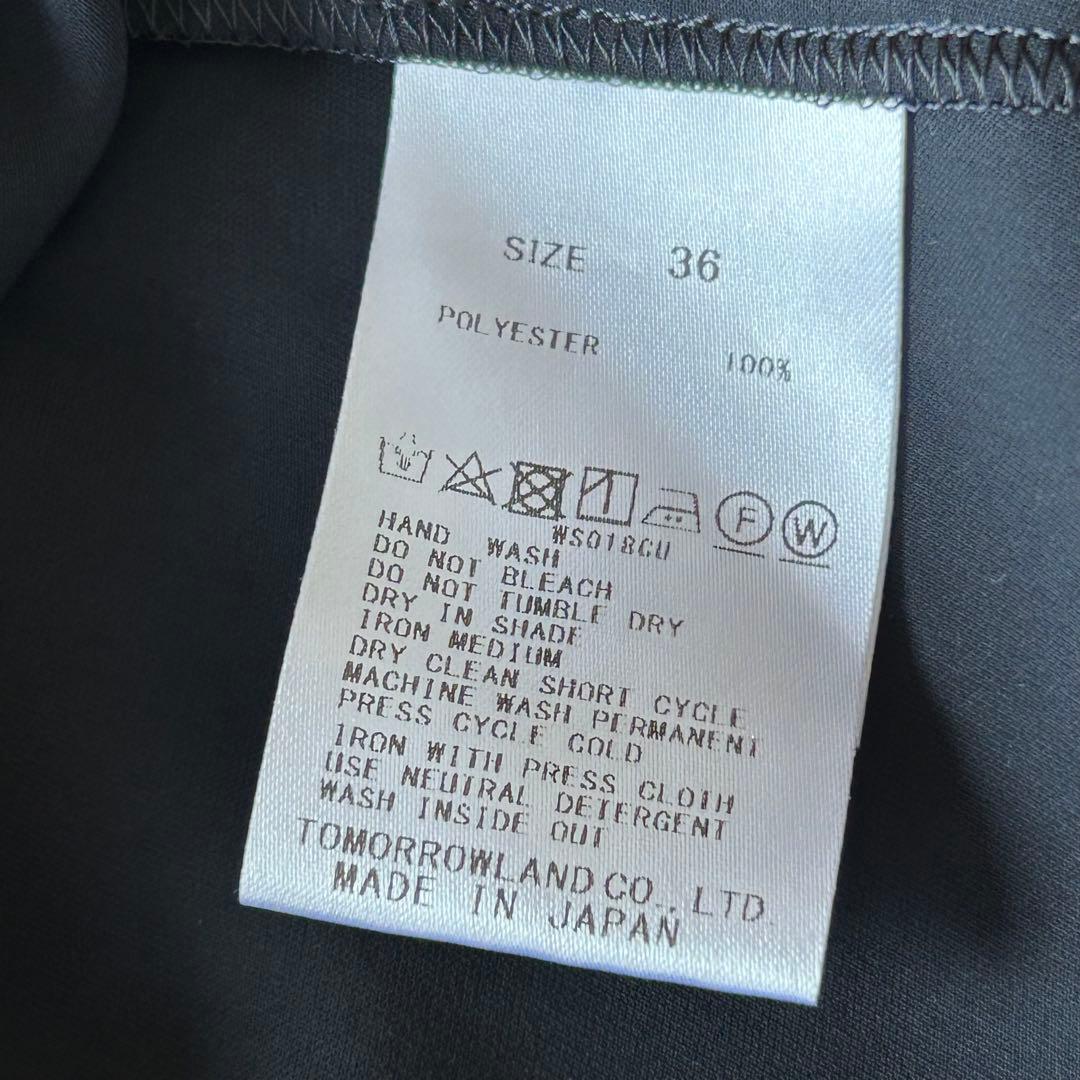 SIZE 36
POLYESTER 100%
F W
WS018CU
HAND WASH
DO NOT BLEACH
DO NOT TUMBLE DRY
DRY IN SHADE
IRON MEDIUM
DRY CLEAN SHORT CYCLE
MACHINE WASH PERMANENT
PRESS CYCLE COLD
IRON WITH PRESS CLOTH
USE NEUTRAL DETERGENT
WASH INSIDE OUT
TOMORROWLAND CO., LTD.
MADE IN JAPAN